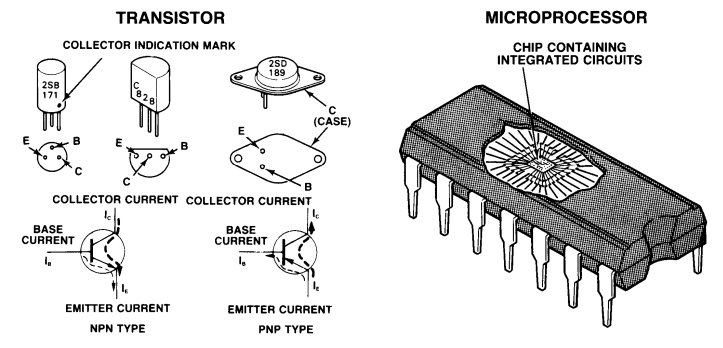 TRANSISTOR
COLLECTOR INDICATION MARK
2SB
171
C
828
2SD
189
C
(CASE)
E
B
C
E
B
C
E
B
COLLECTOR CURRENT
COLLECTOR CURRENT
IC
BASE
CURRENT
IB
IE
EMITTER CURRENT
NPN TYPE
IC
BASE
CURRENT
IB
IE
EMITTER CURRENT
PNP TYPE
MICROPROCESSOR
CHIP CONTAINING
INTEGRATED CIRCUITS